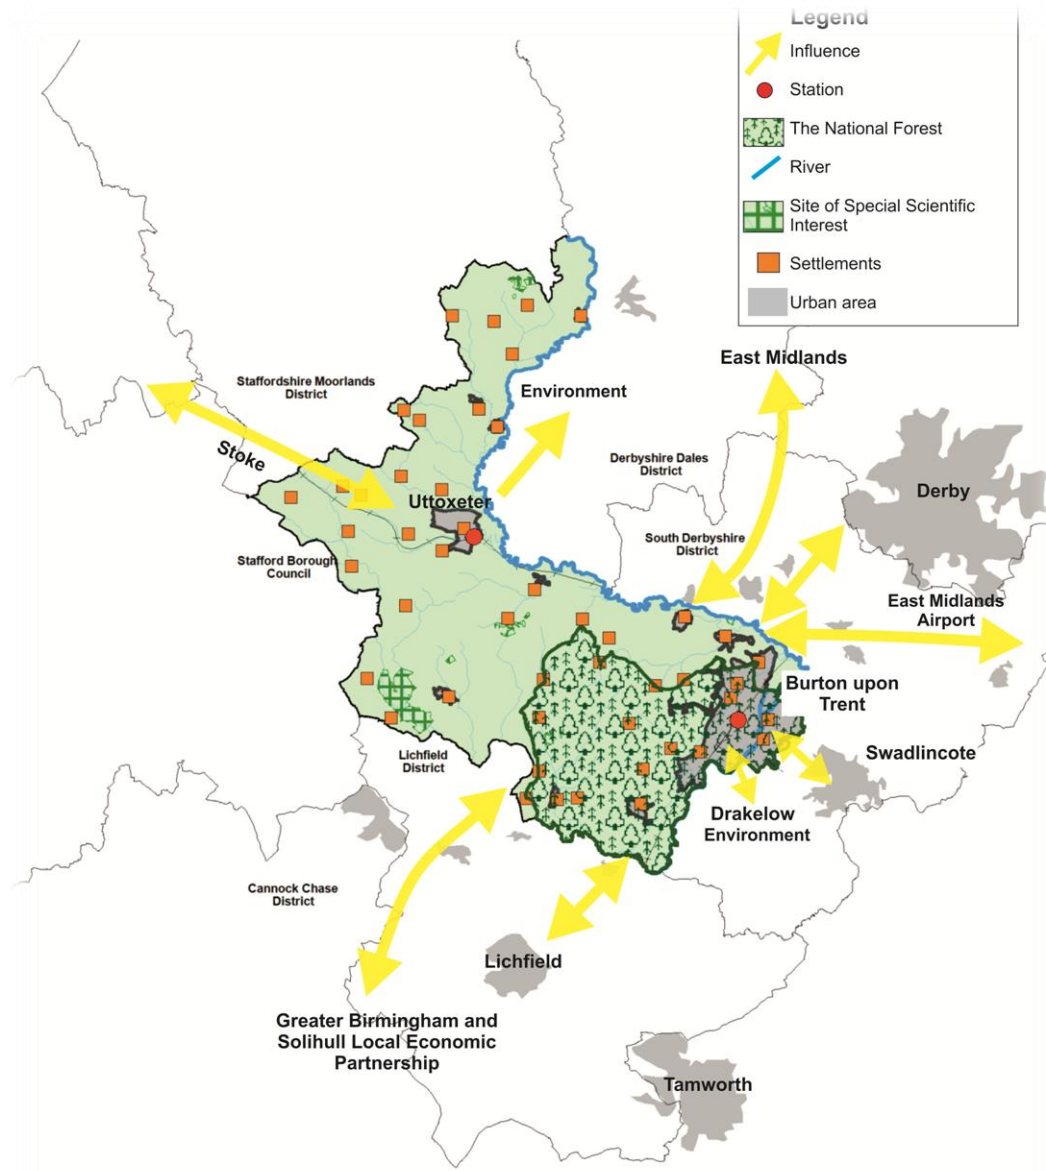 Legend
Influence
Station
The National Forest
River
Site of Special Scientific
Interest
Settlements
Urban area
East Midlands
Staffordshire Moorlands
District
Environment
Stoke
Derbyshire Dales
District
Derby
Uttoxeter
South Derbyshire
District
Stafford Borough
Council
East Midlands
Airport
Burton upon
Trent
Lichfield
District
Swadlincote
Drakelow
Environment
Cannock Chase
District
Lichfield
Greater Birmingham and
Solihull Local Economic
Partnership
Tamworth